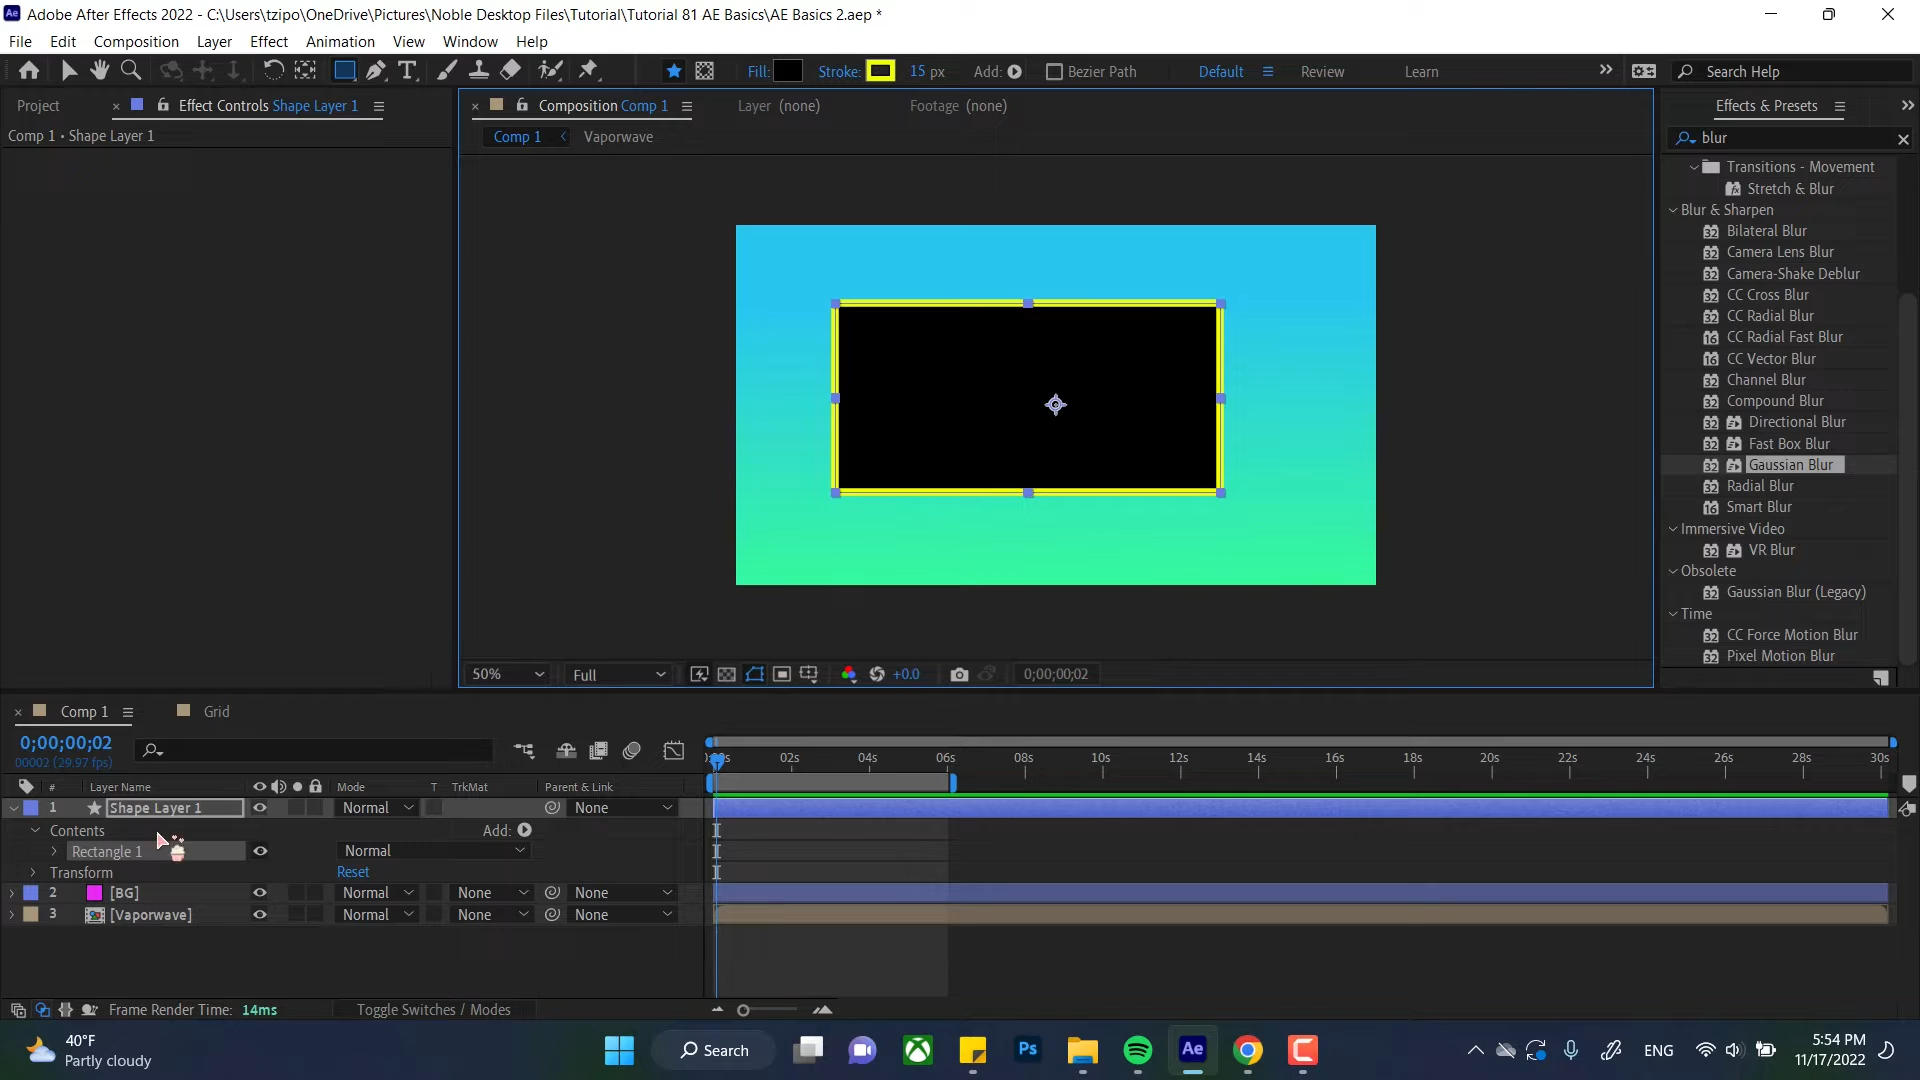 Adobe After Effects 2022 - C:\Users\tzipo\OneDrive\Pictures\Noble Desktop Files\Tutorial\Tutorial 81 AE Basics\AE Basics 2.aep *
File Edit Composition Layer Effect Animation View Window Help
Fill: Stroke: 15 px Add: Bezier Path Default Review Learn Search Help
Project Effect Controls Shape Layer 1 Composition Comp 1 Layer (none) Footage (none) Effects & Presets
Comp 1 • Shape Layer 1 Comp 1 Vaporwave blur
Transitions - Movement
Stretch & Blur
Blur & Sharpen
Bilateral Blur
Camera Lens Blur
Camera-Shake Deblur
CC Cross Blur
CC Radial Blur
CC Radial Fast Blur
CC Vector Blur
Channel Blur
Compound Blur
Directional Blur
Fast Box Blur
Gaussian Blur
Radial Blur
Smart Blur
Immersive Video
VR Blur
Obsolete
Gaussian Blur (Legacy)
Time
CC Force Motion Blur
Pixel Motion Blur
50% Full +0.0 0;00;00;02
Comp 1 Grid
0;00;00;02
00002 (29.97 fps)
02s 04s 06s 08s 10s 12s 14s 16s 18s 20s 22s 24s 26s 28s 30s
# Layer Name Mode T TrkMat Parent & Link
1 Shape Layer 1 Normal None
Contents Add:
Rectangle 1 Normal
Transform Reset
2 [BG] Normal None None
3 [Vaporwave] Normal None None
Frame Render Time: 14ms Toggle Switches / Modes
40°F
Partly cloudy
Search Ps Ae ENG
5:54 PM
11/17/2022